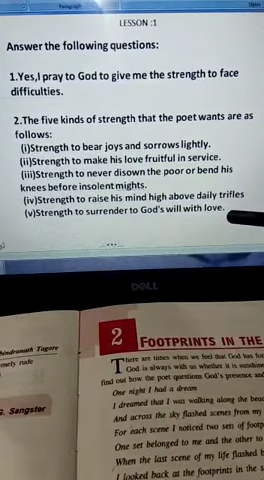 Paragraph
LESSON :1
Answer the following questions:
1.Yes,I pray to God to give me the strength to face
difficulties.
2.The five kinds of strength that the poet wants are as
follows:
(i)Strength to bear joys and sorrows lightly.
(ii)Strength to make his love fruitful in service.
(iii)Strength to never disown the poor or bend his
knees before insolent mights.
(iv)Strength to raise his mind high above daily trifles
(v)Strength to surrender to God's will with love.
DELL
hindranath Tagore
emely rude
G. Sangster
2 FOOTPRINTS IN THE
There are times when we feel that God has for
God is always with us whether it is sunshine
find out how the poet questions God's presence and
One night I had a dream
I dreamed that I was walking along the bea
And across the sky flashed scenes from my
For each scene I noticed two sets of footp
One set belonged to me and the other to
When the last scene of my life flashed b
I looked back at the footprints in the s